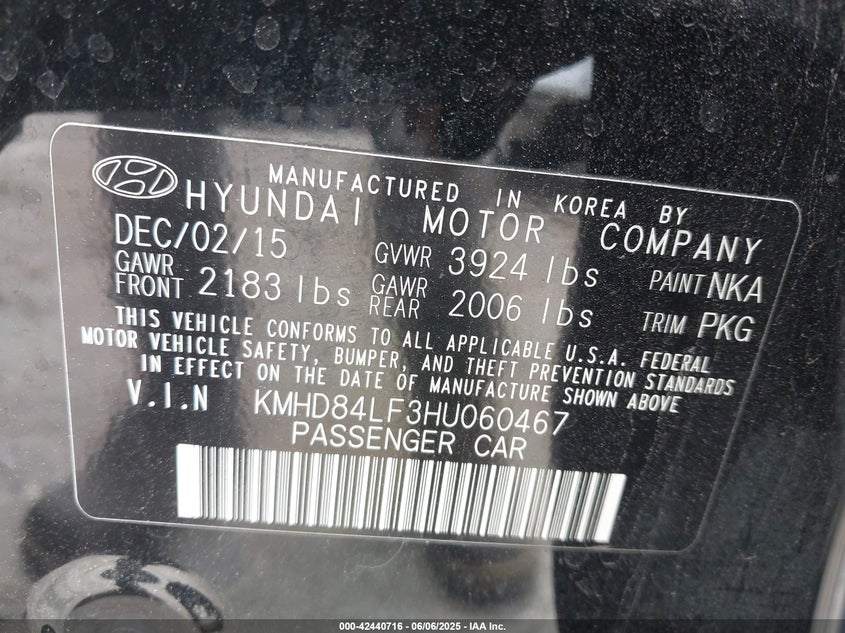 MANUFACTURED IN KOREA BY
HYUNDAI MOTOR COMPANY
DEC/02/15 GVWR 3924 lbs PAINT NKA
GAWR FRONT 2183 lbs GAWR REAR 2006 lbs TRIM PKG
THIS VEHICLE CONFORMS TO ALL APPLICABLE U.S.A. FEDERAL
MOTOR VEHICLE SAFETY, BUMPER, AND THEFT PREVENTION STANDARDS
IN EFFECT ON THE DATE OF MANUFACTURE SHOWN ABOVE
V.I.N KMHD84LF3HU060467
PASSENGER CAR
000-42440716 - 06/06/2025 - IAA Inc.